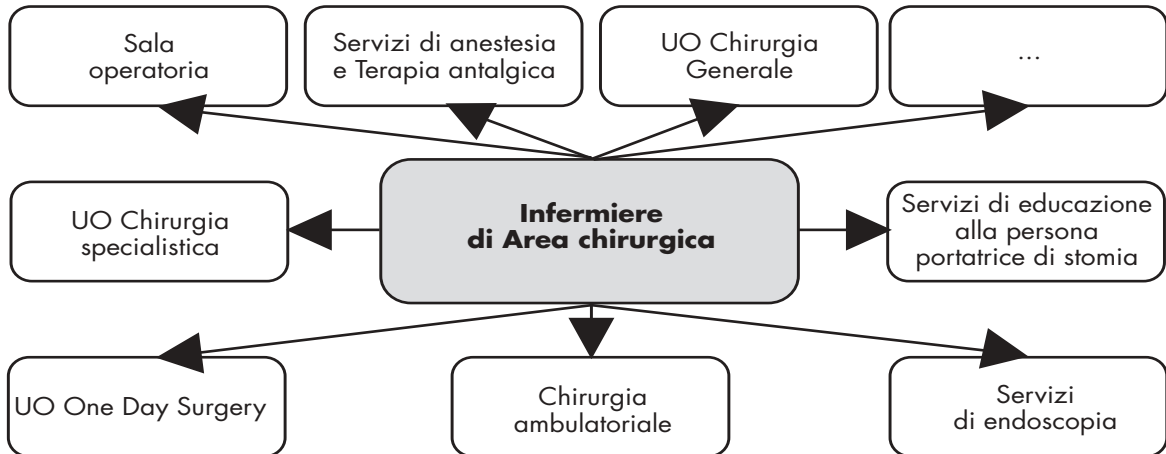 Sala
operatoria
Servizi di anestesia
e Terapia antalgica
UO Chirurgia
Generale
...
UO Chirurgia
specialistica
Infermiere
di Area chirurgica
Servizi di educazione
alla persona
portatrice di stomia
UO One Day Surgery
Chirurgia
ambulatoriale
Servizi
di endoscopia